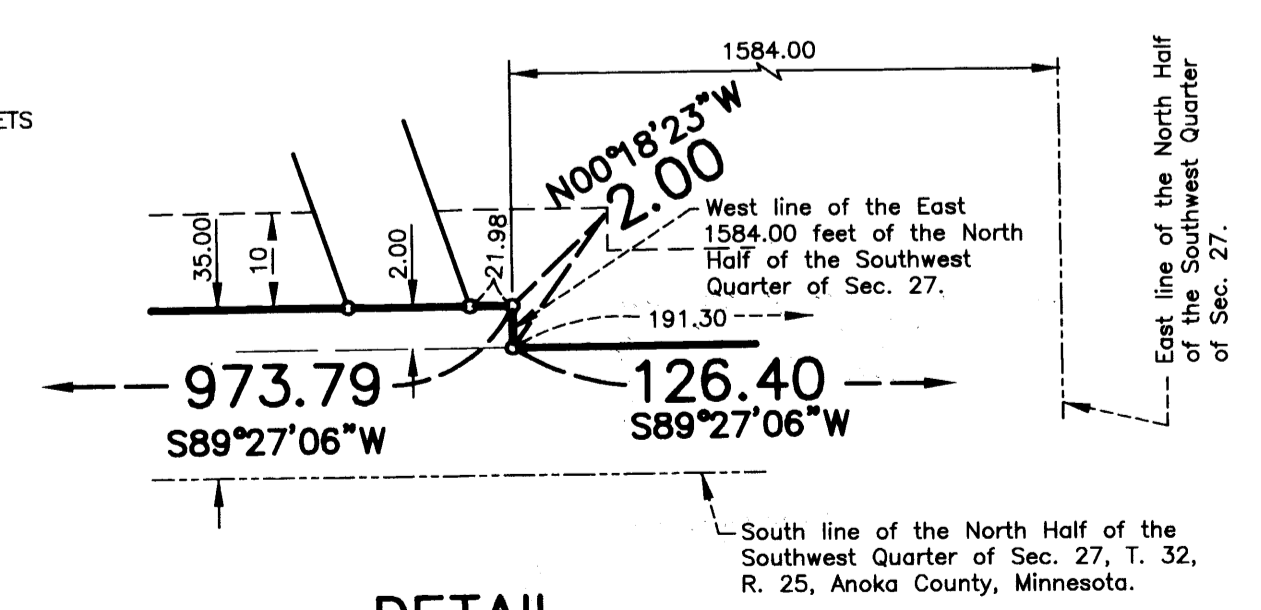 1584.00
ETS
N00°18'23"W
2.00
East line of the North Half
of the Southwest Quarter
of Sec. 27.
West line of the East
1584.00 feet of the North
Half of the Southwest
Quarter of Sec. 27.
35.00
10
2.00
21.98
191.30
973.79
S89°27'06"W
126.40
S89°27'06"W
South line of the North Half of the
Southwest Quarter of Sec. 27, T. 32,
R. 25, Anoka County, Minnesota.
DETAIL